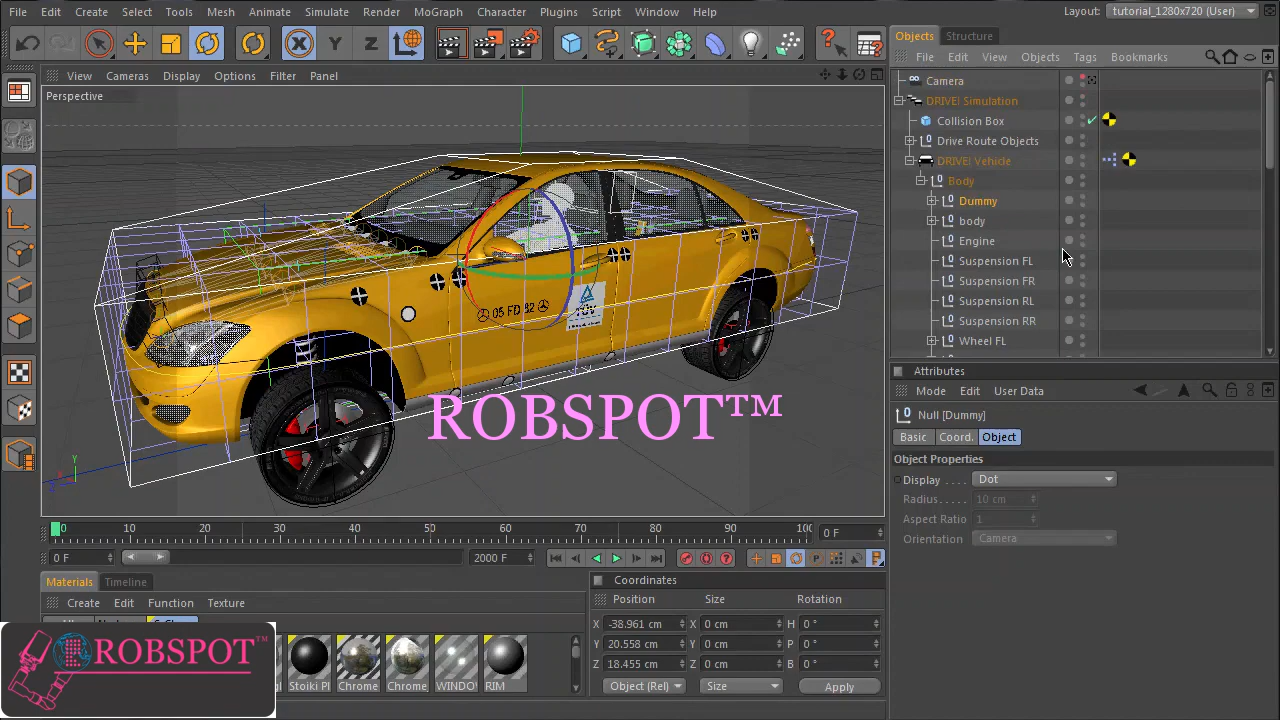 File Edit Create Select Tools Mesh Animate Simulate Render MoGraph Character Plugins Script Window Help
Layout: tutorial_1280x720 (User)
X Y Z
Objects Structure
File Edit View Objects Tags Bookmarks
View Cameras Display Options Filter Panel
Perspective
Camera
DRIVE! Simulation
Collision Box
Drive Route Objects
DRIVE! Vehicle
Body
Dummy
body
Engine
Suspension FL
Suspension FR
Suspension RL
Suspension RR
Wheel FL
05 FD 82
ROBSPOT™
Y
Attributes
Mode Edit User Data
Null [Dummy]
Basic Coord. Object
Object Properties
Display . . . . Dot
Radius . . . . . 10 cm
Aspect Ratio 1
Orientation Camera
0 10 20 30 40 50 60 70 80 90 100 0 F
0 F 2000 F
Materials Timeline
Create Edit Function Texture
Stoiki Pl Chrome Chrome, WINDO RIM
Coordinates
Position Size Rotation
X -38.961 cm X 0 cm H 0 °
Y 20.558 cm Y 0 cm P 0 °
Z 18.455 cm Z 0 cm B 0 °
Object (Rel) Size Apply
ROBSPOT™